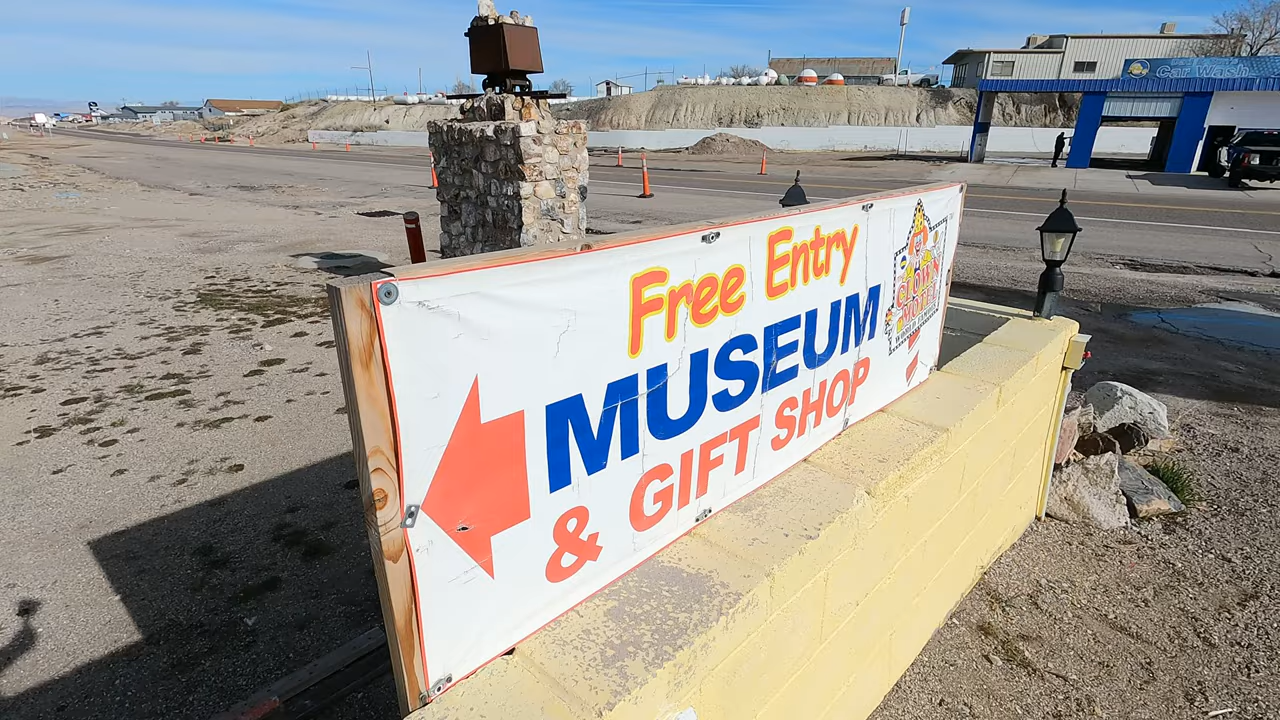 Free Entry
MUSEUM
& GIFT SHOP
CLOWN
MOTEL
Car Wash